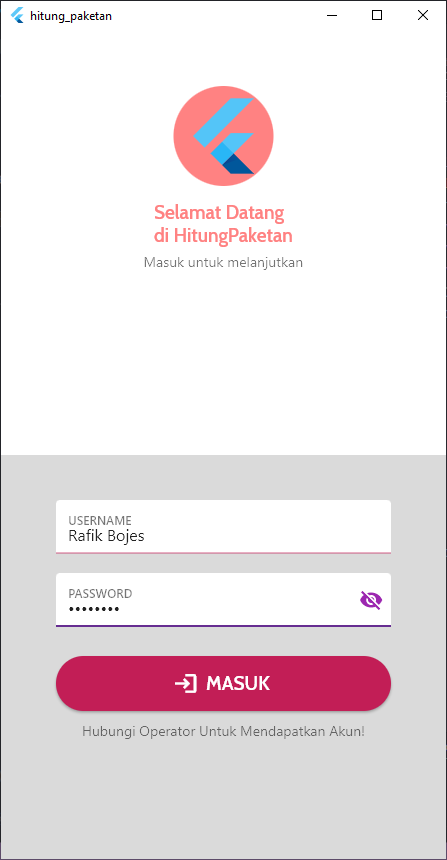 hitung_paketan
Selamat Datang
di HitungPaketan
Masuk untuk melanjutkan
USERNAME
Rafik Bojes
PASSWORD
••••••••
MASUK
Hubungi Operator Untuk Mendapatkan Akun!